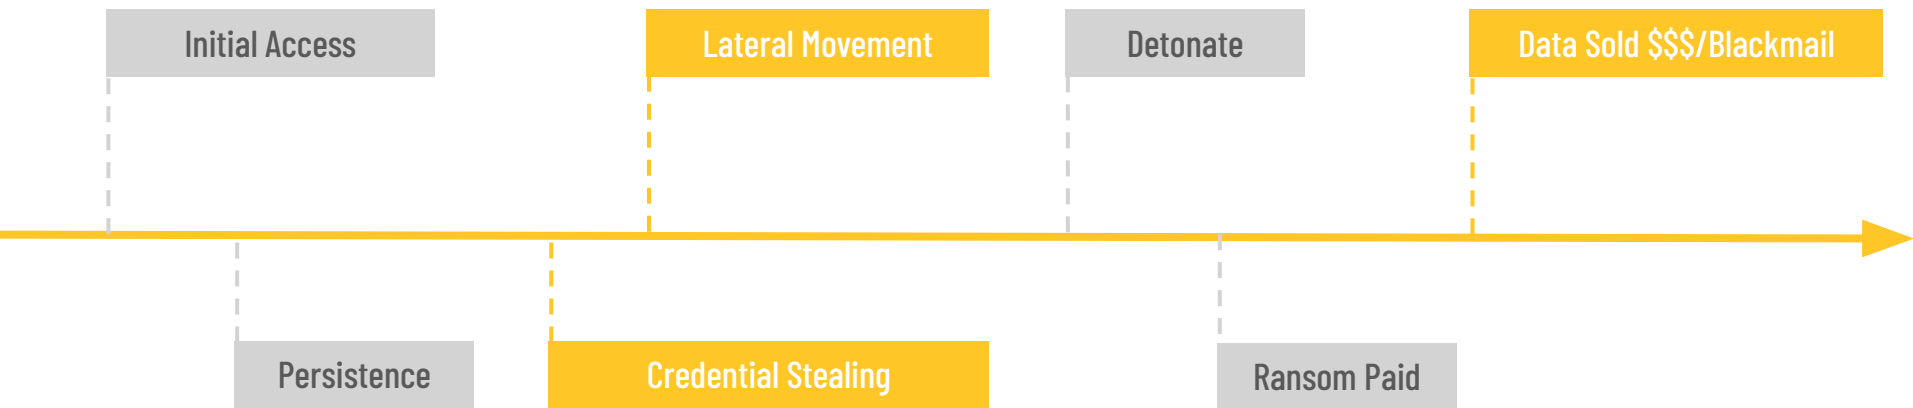 Initial Access
Lateral Movement
Detonate
Data Sold $$$/Blackmail
Persistence
Credential Stealing
Ransom Paid